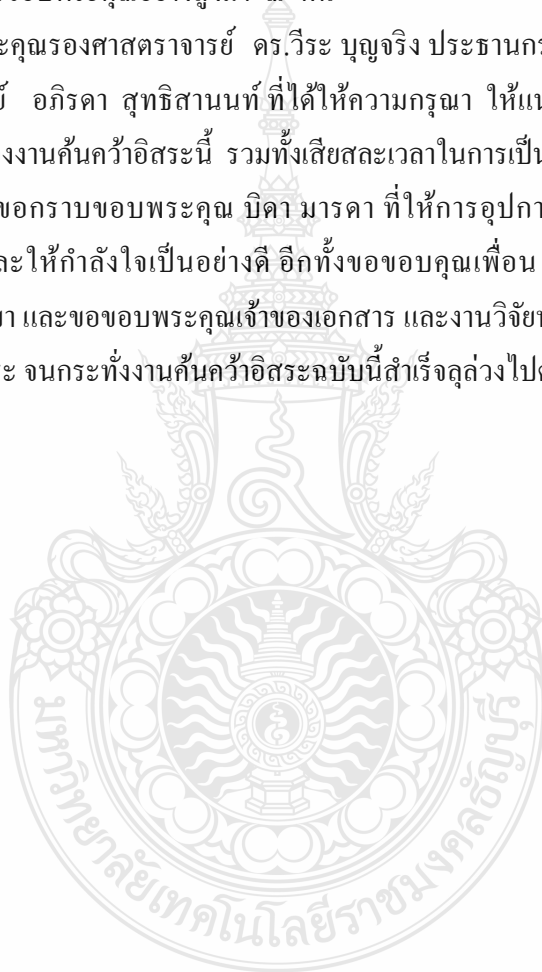 ะคุณรองศาสตราจารย์ ดร.วีระ บุญจริง ประธานกร
ย์ อภิรดา สุทธิสานนท์ ที่ได้ให้ความกรุณา ให้แน
งงานค้นคว้าอิสระนี้ รวมทั้งเสียสละเวลาในการเป็น
ขอกราบขอบพระคุณ บิดา มารดา ที่ให้การอุปกา
ละให้กำลังใจเป็นอย่างดี อีกทั้งขอขอบคุณเพื่อน
มา และขอขอบพระคุณเจ้าของเอกสาร และงานวิจัยท
ะ จนกระทั่งงานค้นคว้าอิสระฉบับนี้สำเร็จลุล่วงไปด
มหาวิทยาลัยเทคโนโลยีราชมงคลธัญบุรี